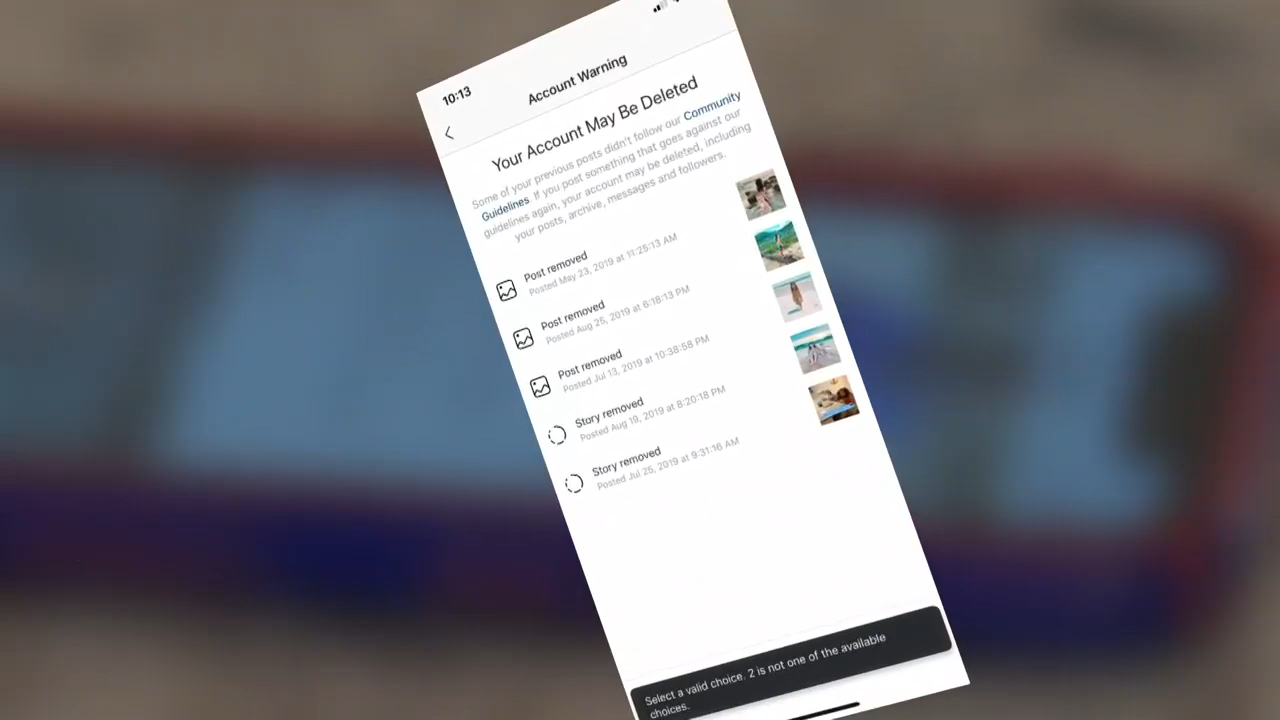 10:13
Account Warning
Your Account May Be Deleted
Some of your previous posts didn't follow our Community
Guidelines. If you post something that goes against our
guidelines again, your account may be deleted, including
your posts, archive, messages and followers.
Post removed
Posted May 23, 2019 at 11:25:13 AM
Post removed
Posted Aug 25, 2019 at 6:18:13 PM
Post removed
Posted Jul 13, 2019 at 10:38:58 PM
Story removed
Posted Aug 19, 2019 at 8:20:18 PM
Story removed
Posted Jul 25, 2019 at 9:31:16 AM
Select a valid choice. 2 is not one of the available
choices.